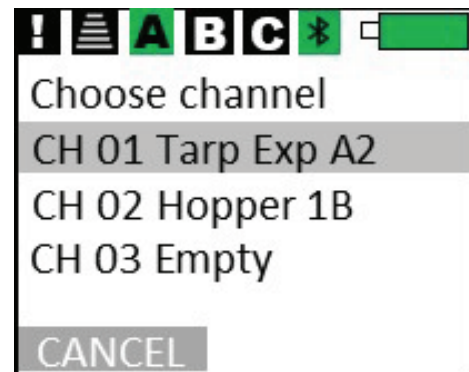 ! A B C
Choose channel
CH 01 Tarp Exp A2
CH 02 Hopper 1B
CH 03 Empty
CANCEL